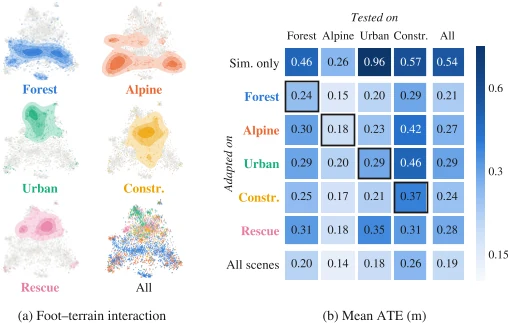 Forest
Alpine
Urban
Constr.
Rescue
All
(a) Foot–terrain interaction
Tested on
Forest Alpine Urban Constr. All
Adapted on
Sim. only 0.46 0.26 0.96 0.57 0.54
Forest 0.24 0.15 0.20 0.29 0.21
Alpine 0.30 0.18 0.23 0.42 0.27
Urban 0.29 0.20 0.29 0.46 0.29
Constr. 0.25 0.17 0.21 0.37 0.24
Rescue 0.31 0.18 0.35 0.31 0.28
All scenes 0.20 0.14 0.18 0.26 0.19
0.6
0.3
0.15
(b) Mean ATE (m)